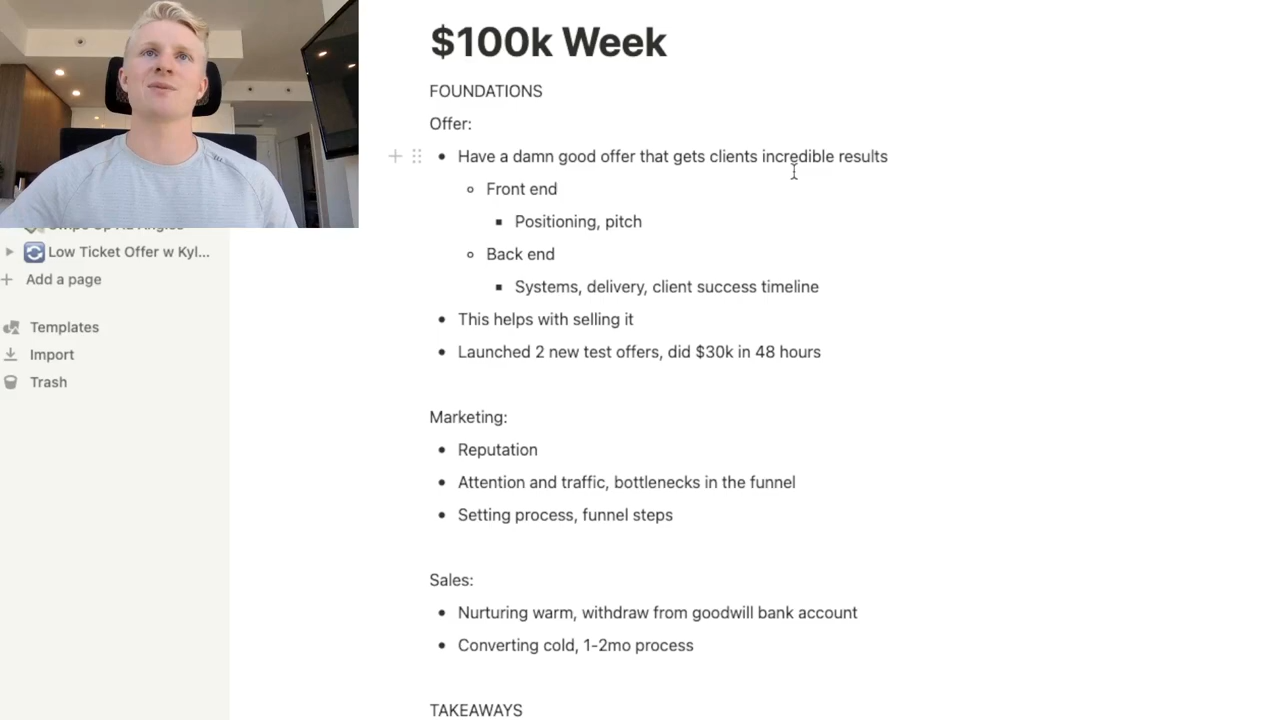 $100k Week
FOUNDATIONS
Offer:
Have a damn good offer that gets clients incredible results
Front end
Positioning, pitch
Back end
Systems, delivery, client success timeline
This helps with selling it
Launched 2 new test offers, did $30k in 48 hours
Marketing:
Reputation
Attention and traffic, bottlenecks in the funnel
Setting process, funnel steps
Sales:
Nurturing warm, withdraw from goodwill bank account
Converting cold, 1-2mo process
TAKEAWAYS
Low Ticket Offer w Kyl...
Add a page
Templates
Import
Trash